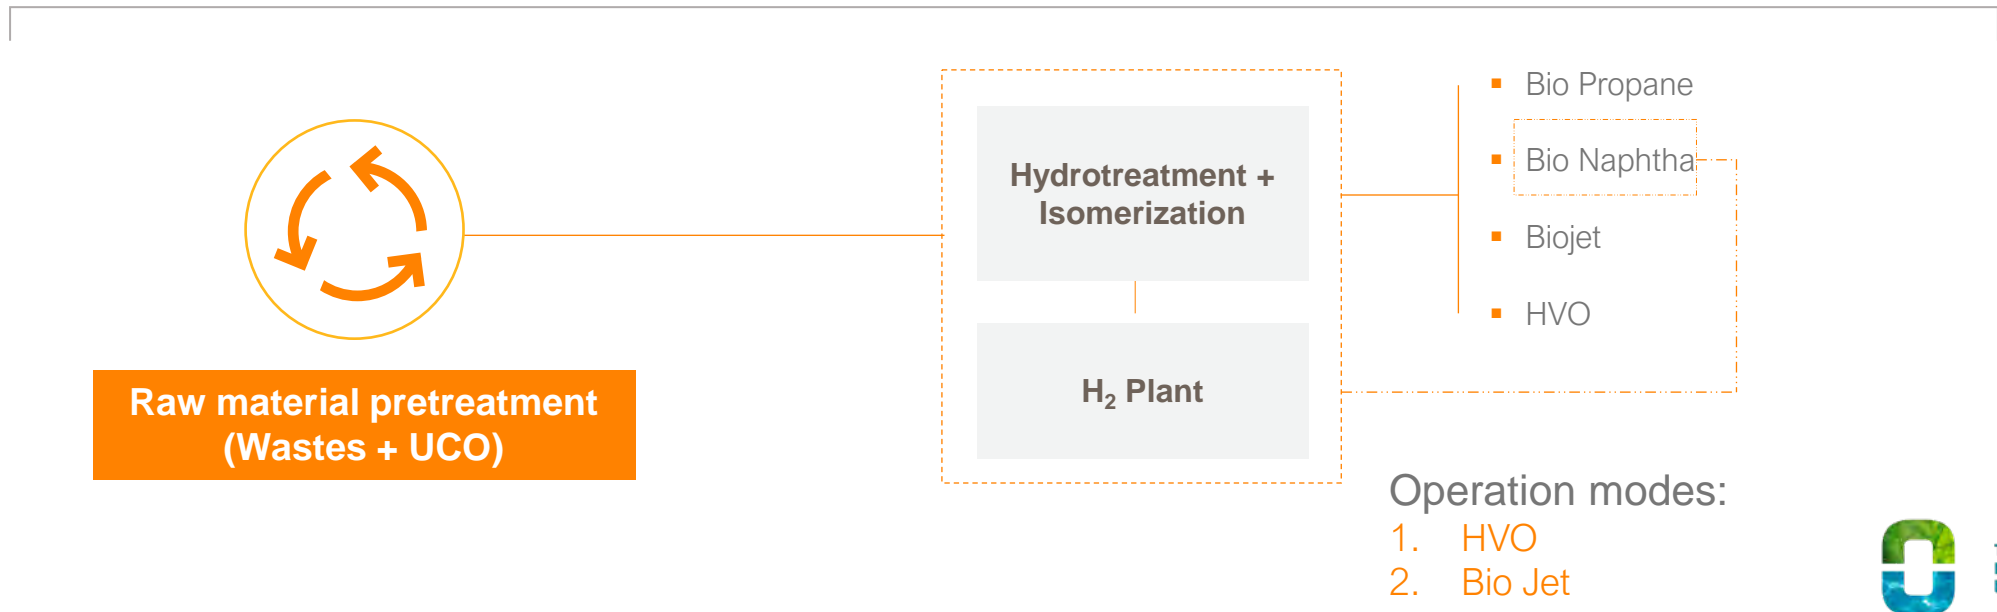 Raw material pretreatment
(Wastes + UCO)
Hydrotreatment +
Isomerization
H₂ Plant
▪ Bio Propane
▪ Bio Naphtha
▪ Biojet
▪ HVO
Operation modes:
1. HVO
2. Bio Jet